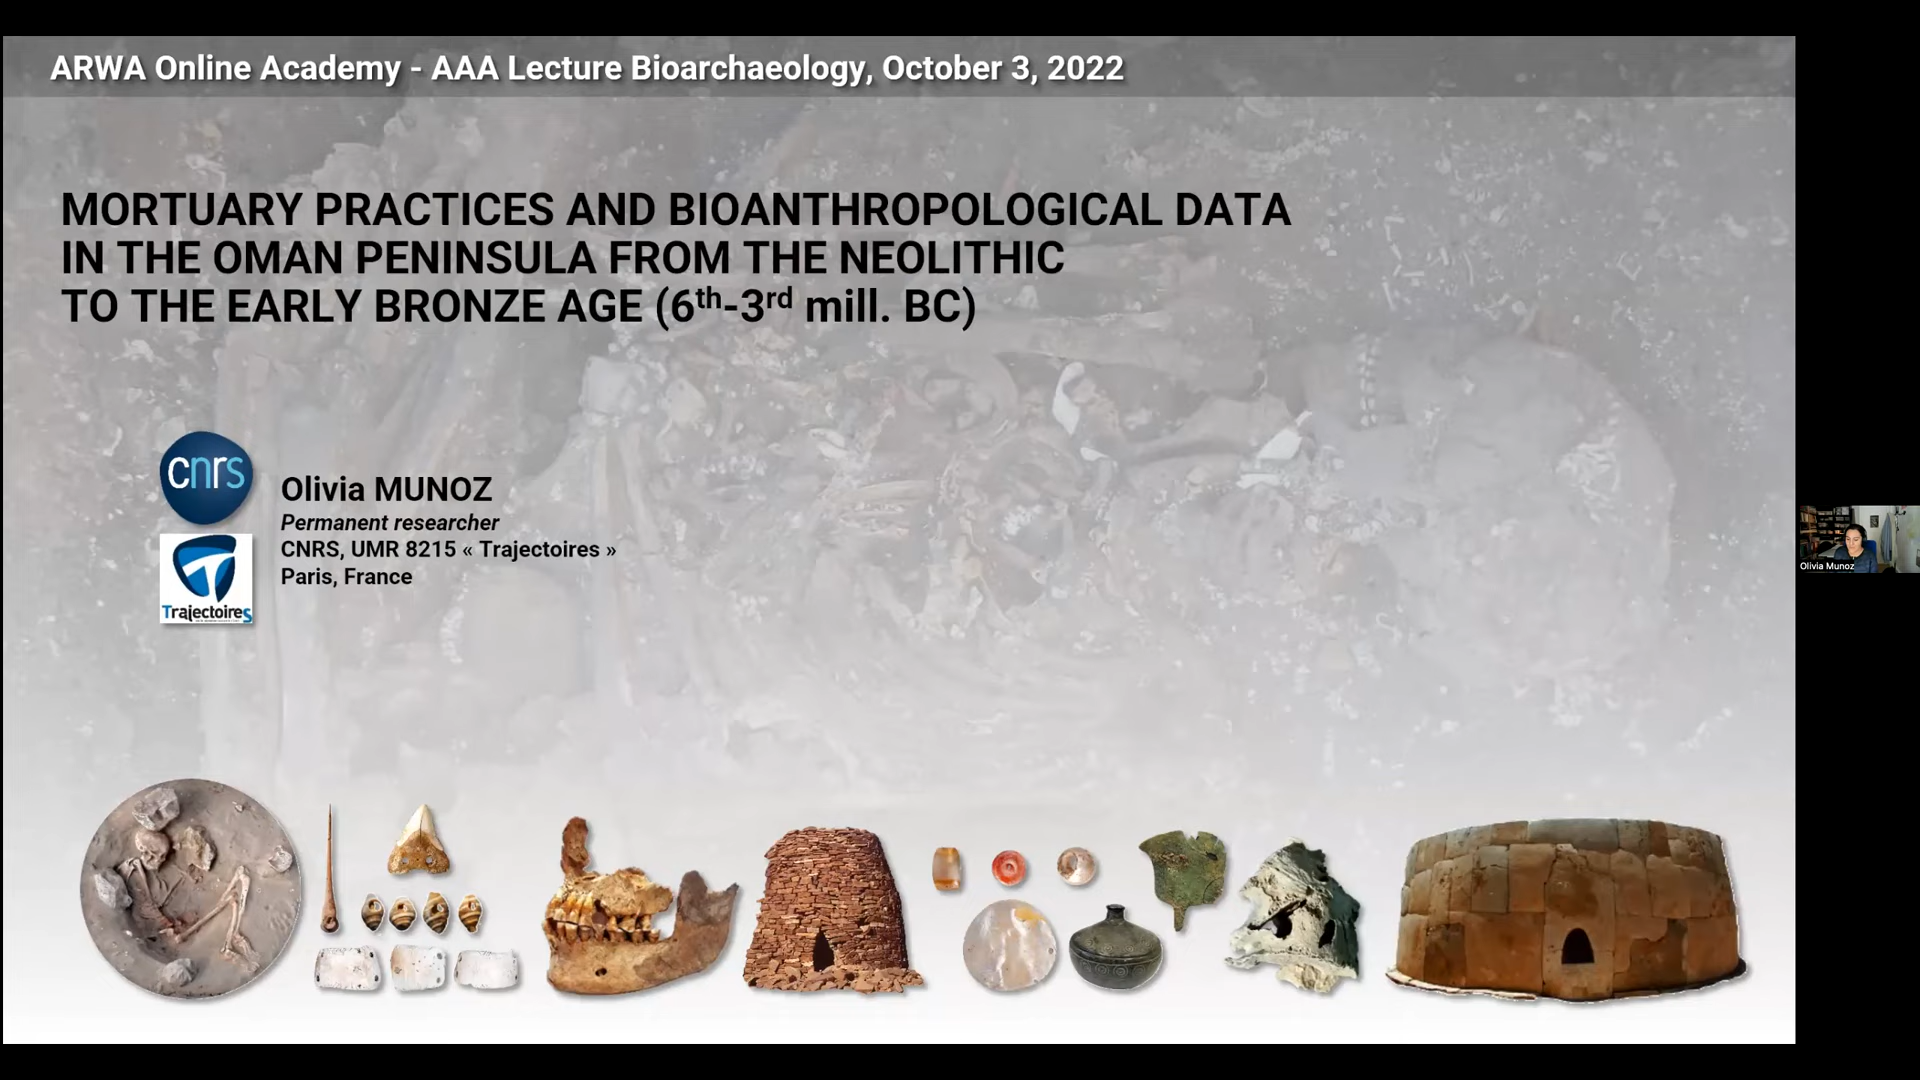 ARWA Online Academy - AAA Lecture Bioarchaeology, October 3, 2022
MORTUARY PRACTICES AND BIOANTHROPOLOGICAL DATA
IN THE OMAN PENINSULA FROM THE NEOLITHIC
TO THE EARLY BRONZE AGE (6th-3rd mill. BC)
cnrs
Olivia MUNOZ
Permanent researcher
CNRS, UMR 8215 « Trajectoires »
Paris, France
TrajectoireS
Olivia Munoz